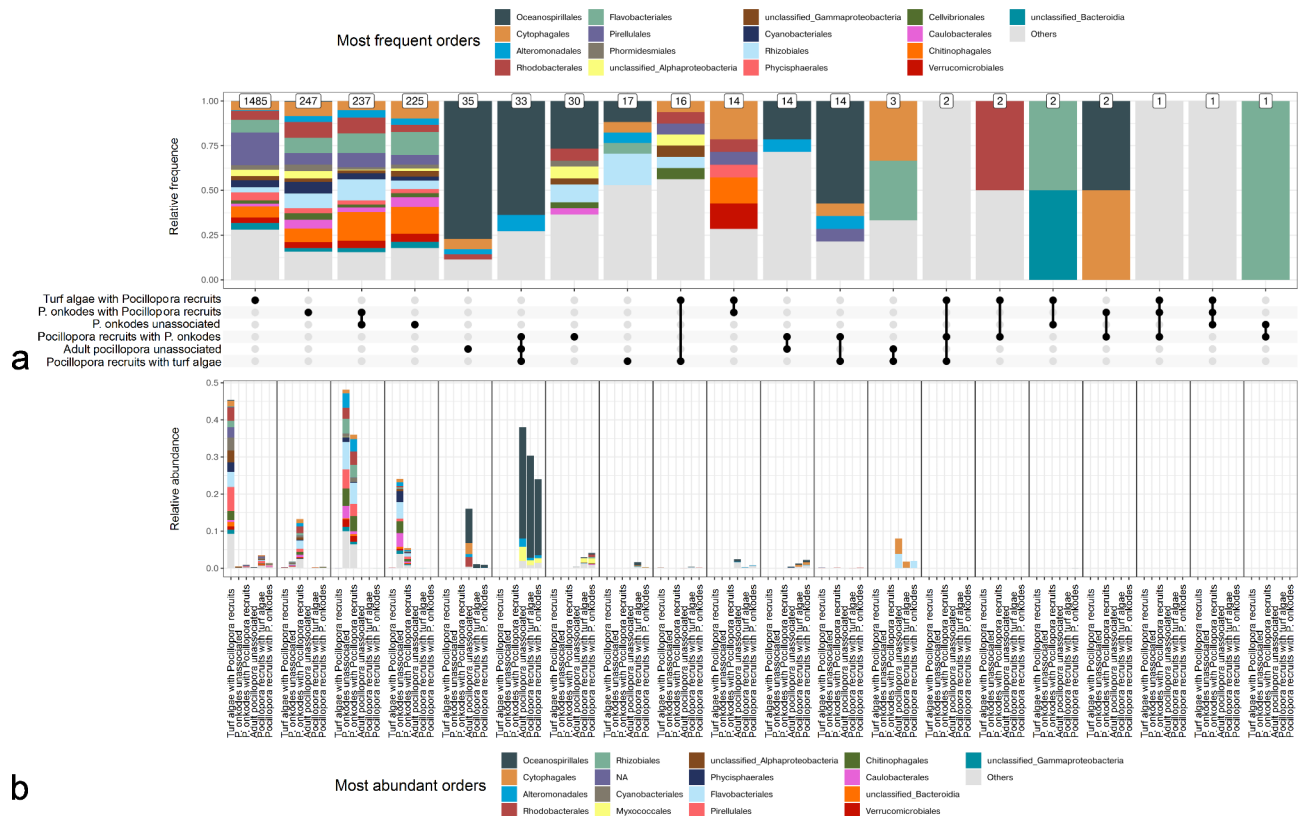 Most frequent orders
Oceanospirillales
Cytophagales
Alteromonadales
Rhodobacterales
Flavobacteriales
Pirellulales
Phormidesmiales
unclassified_Alphaproteobacteria
unclassified_Gammaproteobacteria
Cyanobacteriales
Rhizobiales
Phycisphaerales
Cellvibrionales
Caulobacterales
Chitinophagales
Verrucomicrobiales
unclassified_Bacteroidia
Others
a
Relative frequence
1.00
0.75
0.50
0.25
0.00
1485 247 237 225 35 33 30 17 16 14 14 14 3 2 2 2 2 1 1 1
Turf algae with Pocillopora recruits
P. onkodes with Pocillopora recruits
P. onkodes unassociated
Pocillopora recruits with P. onkodes
Adult pocillopora unassociated
Pocillopora recruits with turf algae
Relative abundance
0.5
0.4
0.3
0.2
0.1
0.0
Turf algae with Pocillopora recruits
P. onkodes unassociated
P. onkodes with Pocillopora recruits
Adult pocillopora unassociated
Pocillopora recruits with turf algae
Pocillopora recruits with P. onkodes
b
Most abundant orders
Oceanospirillales
Cytophagales
Alteromonadales
Rhodobacterales
Rhizobiales
NA
Cyanobacteriales
Myxococcales
unclassified_Alphaproteobacteria
Phycisphaerales
Flavobacteriales
Pirellulales
Chitinophagales
Caulobacterales
unclassified_Bacteroidia
Verrucomicrobiales
unclassified_Gammaproteobacteria
Others